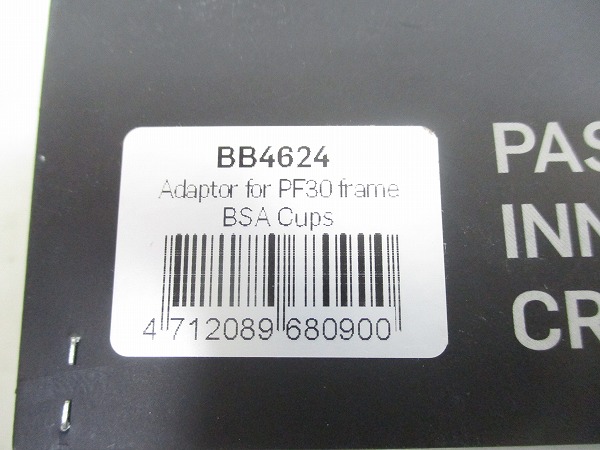 BB4624
Adaptor for PF30 frame
BSA Cups
4 712089 680900
PAS
INN
CR